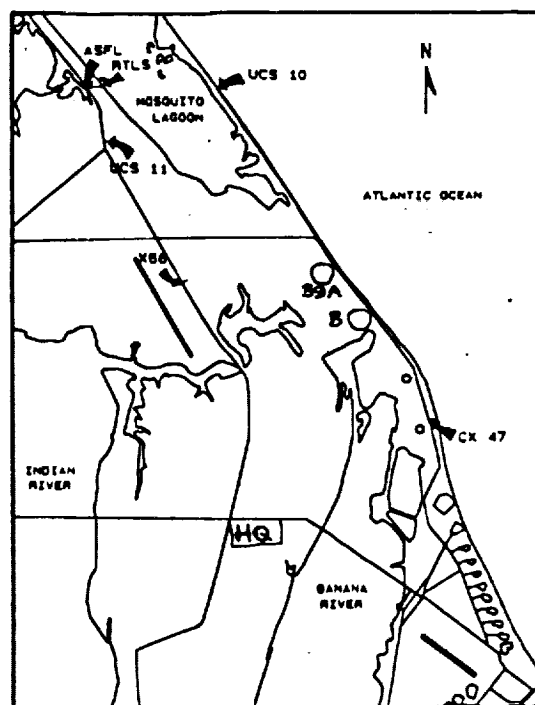 ASFL
RTLS
UCS 10
N
MOSQUITO
LAGOON
UCS 11
ATLANTIC OCEAN
X68
39A
B
CX 47
INDIAN
RIVER
HQ
BANANA
RIVER